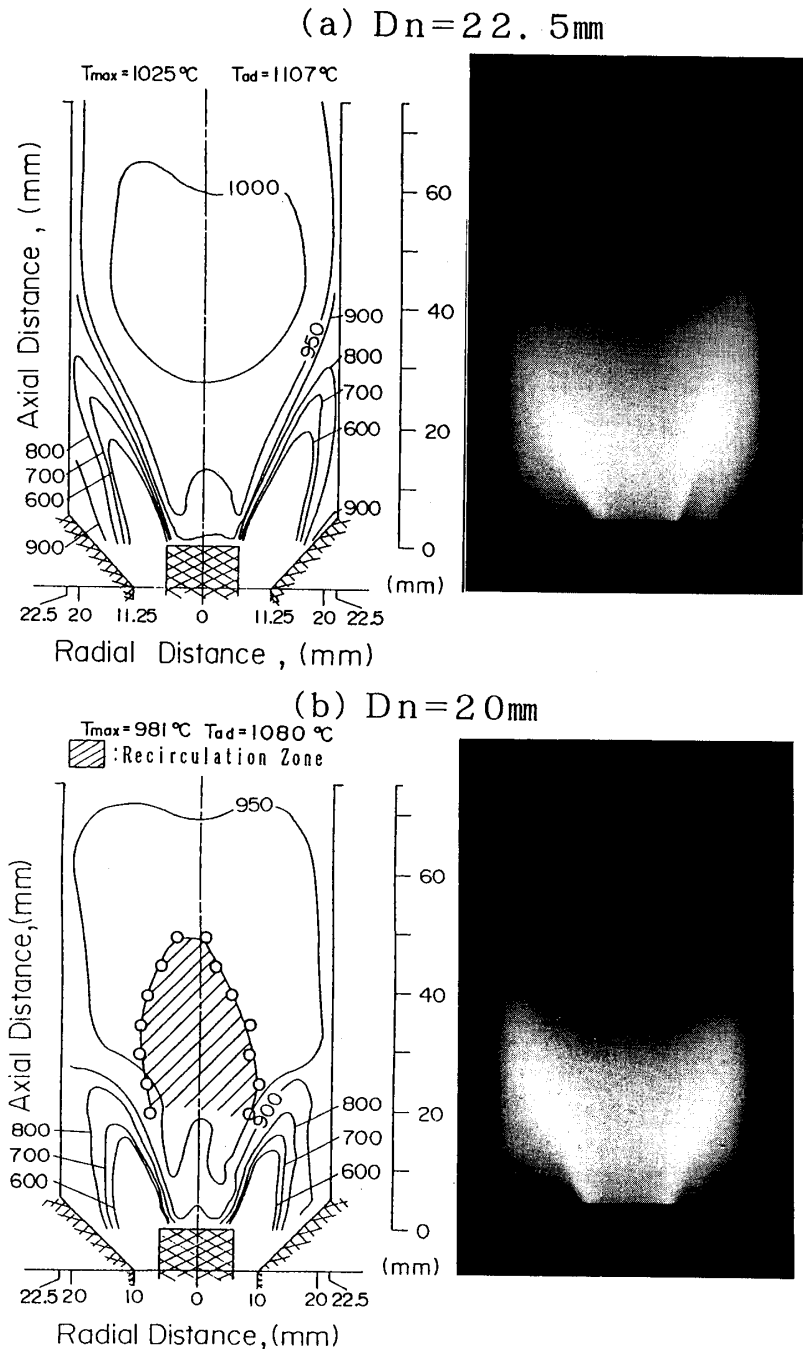 (a) Dn=22.5mm
Tmax=1025℃ Tad=1107℃
1000
950
900
800
700
600
800
700
600
900
900
60
40
20
0
(mm)
Axial Distance, (mm)
22.5 20 11.25 0 11.25 20 22.5
Radial Distance, (mm)
(b) Dn=20mm
Tmax=981℃ Tad=1080℃
:Recirculation Zone
950
900
800
700
600
800
700
600
60
40
20
0
(mm)
Axial Distance,(mm)
22.5 20 10 0 10 20 22.5
Radial Distance,(mm)